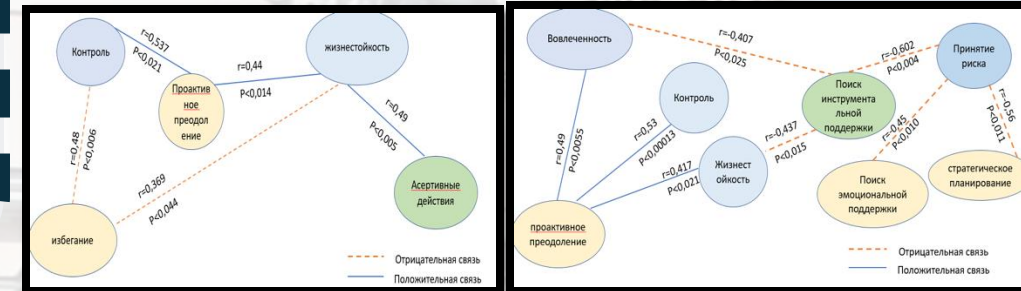 Контроль
r=0,537
P<0,021
жизнестойкость
r=0,44
P<0,014
Проактив
ное
преодол
ение
r=0,48
P<0,006
r=0,49
P<0,005
r=0,369
P<0,044
Асертивные
действия
избегание
Отрицательная связь
Положительная связь
Вовлеченность
r=-0,407
P<0,025
r=-0,602
P<0,004
Принятие
риска
Контроль
Поиск
инструмента
льной
поддержки
r=0,49
P<0,0055
r=0,53
P<0,00013
r=-0,437
P<0,015
r=-0,45
P<0,010
r=-0,56
P<0,011
r=0,417
P<0,021
Жизнест
ойкость
Поиск
эмоциональной
поддержки
стратегическое
планирование
проактивное
преодоление
Отрицательная связь
Положительная связь